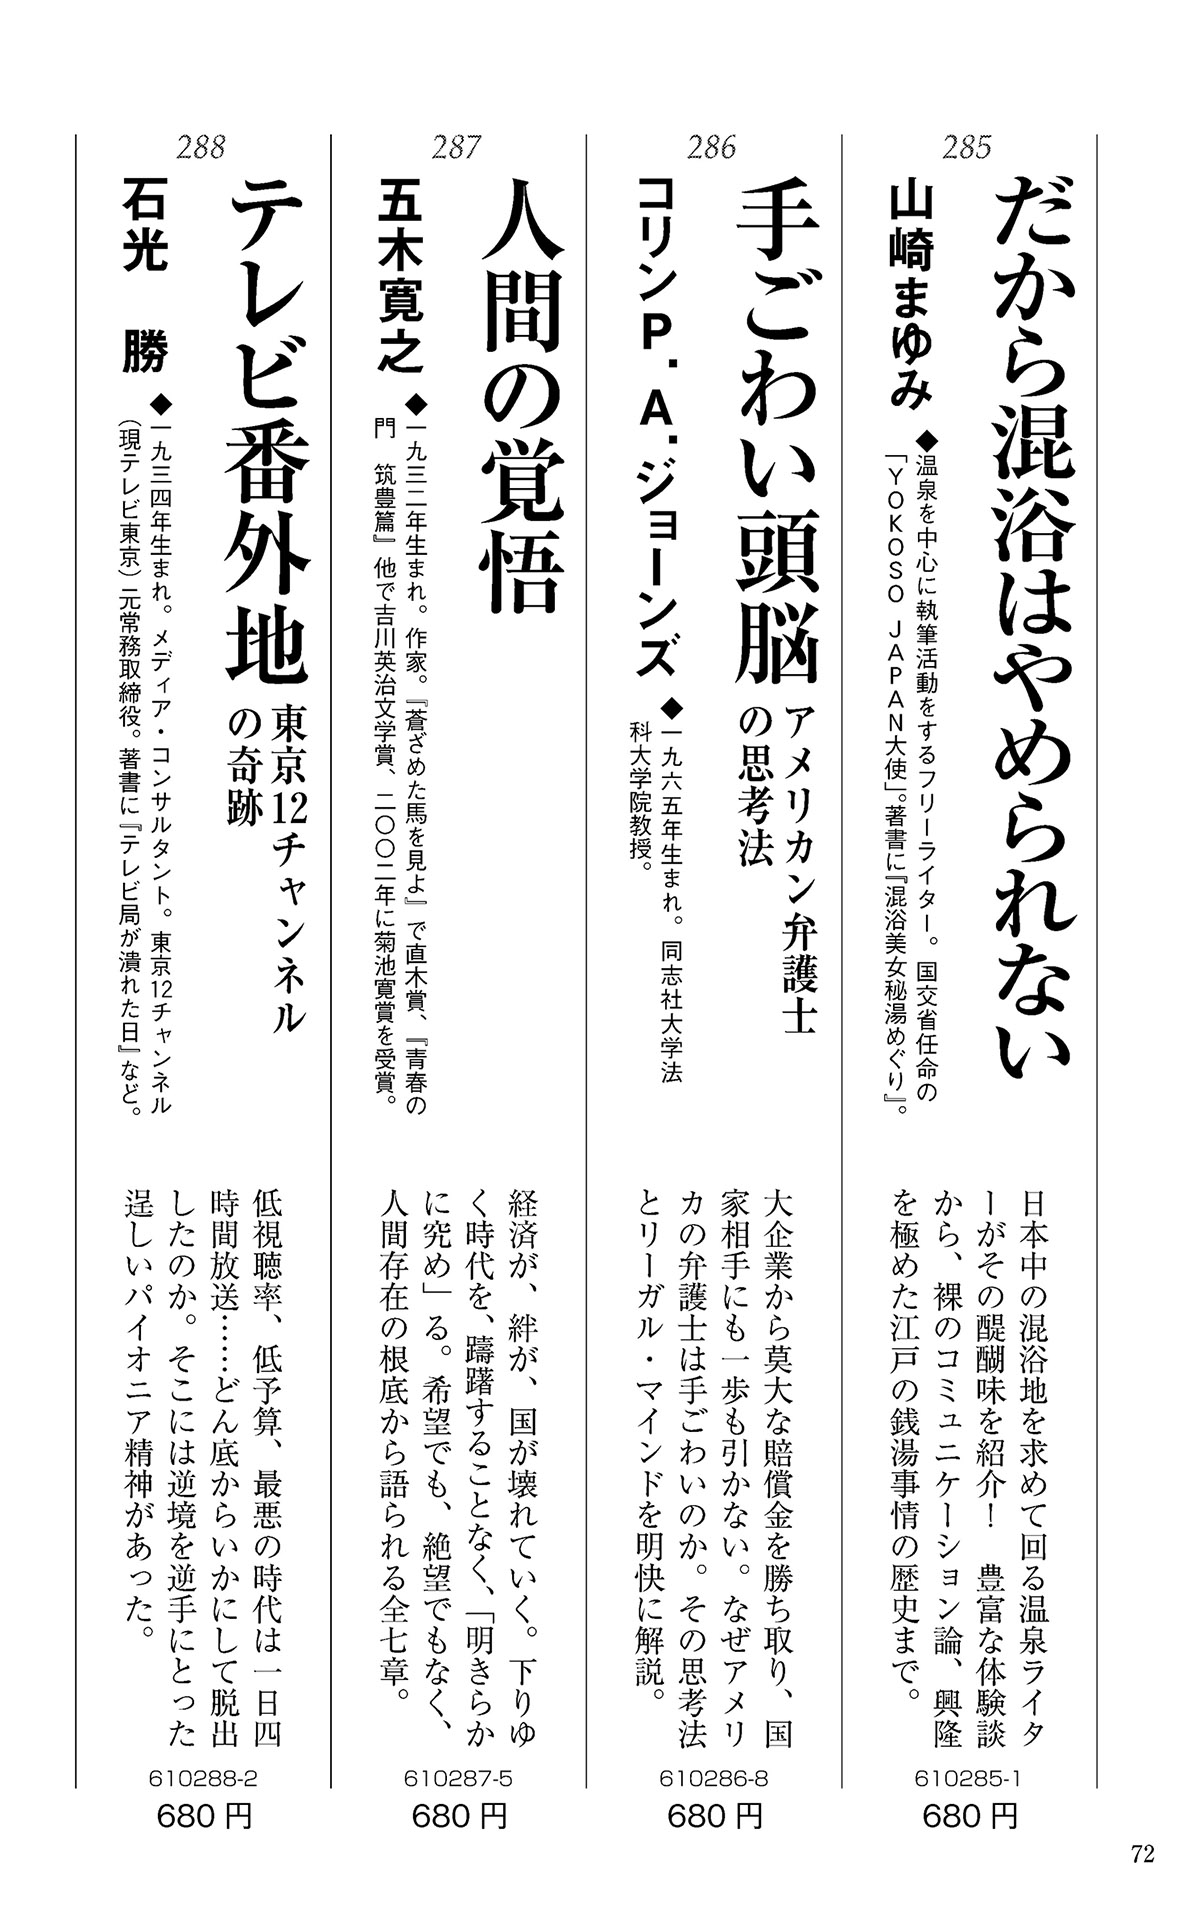 285
だから混浴はやめられない
山崎まゆみ
◆温泉を中心に執筆活動をするフリーライター。国交省任命の
「YOKOSO JAPAN大使」。著書に『混浴美女秘湯めぐり』。
日本中の混浴地を求めて回る温泉ライタ
ーがその醍醐味を紹介! 豊富な体験談
から、裸のコミュニケーション論、興隆
を極めた江戸の銭湯事情の歴史まで。
610285-1
680円
286
手ごわい頭脳
アメリカン弁護士
の思考法
コリンP.A.ジョーンズ
◆一九六五年生まれ。同志社大学法
科大学院教授。
大企業から莫大な賠償金を勝ち取り、国
家相手にも一歩も引かない。なぜアメリ
カの弁護士は手ごわいのか。その思考法
とリーガル・マインドを明快に解説。
610286-8
680円
287
人間の覚悟
五木寛之
◆一九三二年生まれ。作家。『蒼ざめた馬を見よ』で直木賞、『青春の
門 筑豊篇』他で吉川英治文学賞、二〇〇二年に菊池寛賞を受賞。
経済が、絆が、国が壊れていく。下りゆ
く時代を、躊躇することなく、「明きらか
に究め」る。希望でも、絶望でもなく、
人間存在の根底から語られる全七章。
610287-5
680円
288
テレビ番外地
東京12チャンネル
の奇跡
石光 勝
◆一九三四年生まれ。メディア・コンサルタント。東京12チャンネル
(現テレビ東京)元常務取締役。著書に『テレビ局が潰れた日』など。
低視聴率、低予算、最悪の時代は一日四
時間放送……どん底からいかにして脱出
したのか。そこには逆境を逆手にとった
逞しいパイオニア精神があった。
610288-2
680円
72